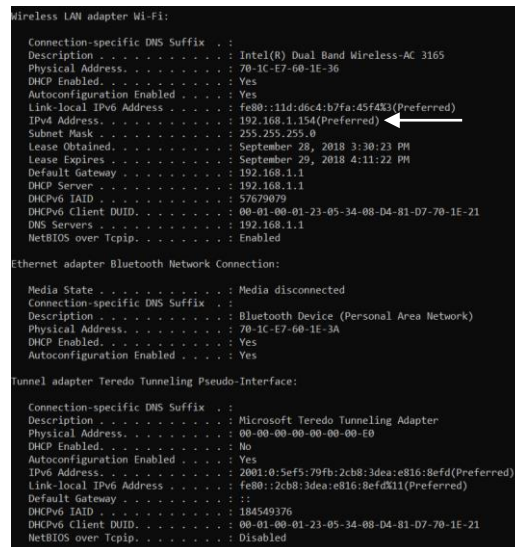 Wireless LAN adapter Wi-Fi:
Connection-specific DNS Suffix . :
Description . . . . . . . . . . . : Intel(R) Dual Band Wireless-AC 3165
Physical Address. . . . . . . . . : 70-1C-E7-60-1E-36
DHCP Enabled. . . . . . . . . . . : Yes
Autoconfiguration Enabled . . . . : Yes
Link-local IPv6 Address . . . . . : fe80::11d:d6c4:b7fa:45f4%3(Preferred)
IPv4 Address. . . . . . . . . . . : 192.168.1.154(Preferred)
Subnet Mask . . . . . . . . . . . : 255.255.255.0
Lease Obtained. . . . . . . . . . : September 28, 2018 3:30:23 PM
Lease Expires . . . . . . . . . . : September 29, 2018 4:11:22 PM
Default Gateway . . . . . . . . . : 192.168.1.1
DHCP Server . . . . . . . . . . . : 192.168.1.1
DHCPv6 IAID . . . . . . . . . . . : 57679079
DHCPv6 Client DUID. . . . . . . . : 00-01-00-01-23-05-34-08-D4-81-D7-70-1E-21
DNS Servers . . . . . . . . . . . : 192.168.1.1
NetBIOS over Tcpip. . . . . . . . : Enabled
Ethernet adapter Bluetooth Network Connection:
Media State . . . . . . . . . . . : Media disconnected
Connection-specific DNS Suffix . :
Description . . . . . . . . . . . : Bluetooth Device (Personal Area Network)
Physical Address. . . . . . . . . : 70-1C-E7-60-1E-3A
DHCP Enabled. . . . . . . . . . . : Yes
Autoconfiguration Enabled . . . . : Yes
Tunnel adapter Teredo Tunneling Pseudo-Interface:
Connection-specific DNS Suffix . :
Description . . . . . . . . . . . : Microsoft Teredo Tunneling Adapter
Physical Address. . . . . . . . . : 00-00-00-00-00-00-00-E0
DHCP Enabled. . . . . . . . . . . : No
Autoconfiguration Enabled . . . . : Yes
IPv6 Address. . . . . . . . . . . : 2001:0:5ef5:79fb:2cb8:3dea:e816:8efd(Preferred)
Link-local IPv6 Address . . . . . : fe80::2cb8:3dea:e816:8efd%11(Preferred)
Default Gateway . . . . . . . . . : ::
DHCPv6 IAID . . . . . . . . . . . : 184549376
DHCPv6 Client DUID. . . . . . . . : 00-01-00-01-23-05-34-08-D4-81-D7-70-1E-21
NetBIOS over Tcpip. . . . . . . . : Disabled